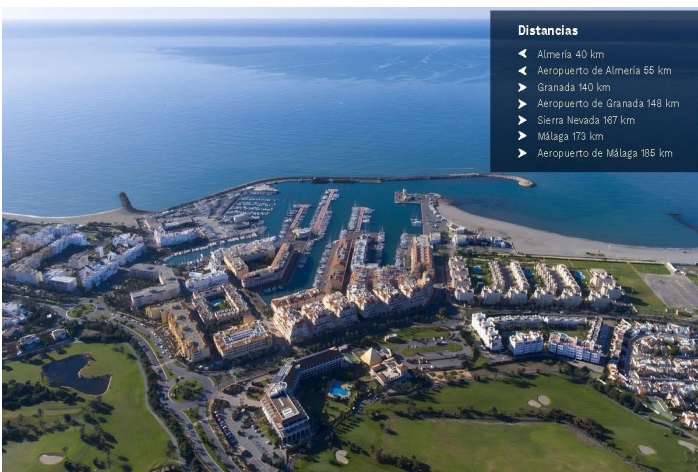 Distancias
Almería 40 km
Aeropuerto de Almería 55 km
Granada 140 km
Aeropuerto de Granada 148 km
Sierra Nevada 167 km
Málaga 173 km
Aeropuerto de Málaga 185 km